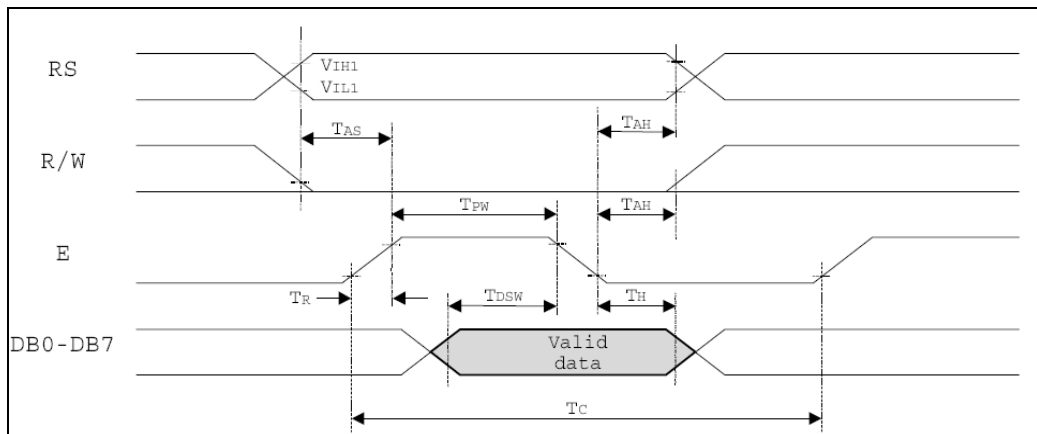 RS
VIH1
VIL1
TAS
TAH
R/W
TPW
TAH
E
TR
TDSW
TH
DB0-DB7
Valid
data
TC